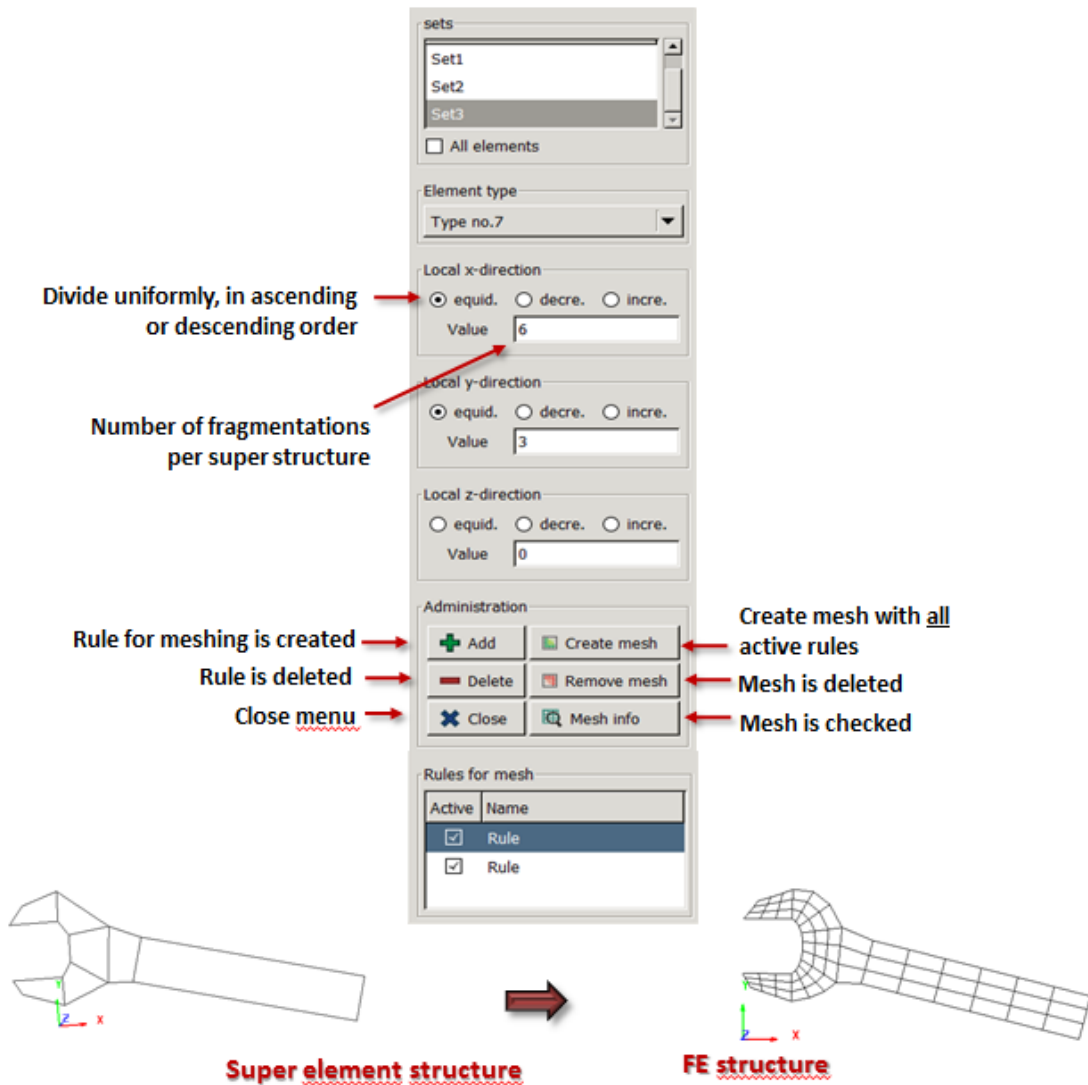 sets
Set1
Set2
Set3
All elements
Element type
Type no.7
Local x-direction
equid. decre. incre.
Value 6
Divide uniformly, in ascending
or descending order
Local y-direction
equid. decre. incre.
Value 3
Number of fragmentations
per super structure
Local z-direction
equid. decre. incre.
Value 0
Administration
Add Create mesh
Delete Remove mesh
Close Mesh info
Rule for meshing is created
Rule is deleted
Close menu
Create mesh with all
active rules
Mesh is deleted
Mesh is checked
Rules for mesh
Active Name
Rule
Rule
Y
Z X
Y
Z X
Super element structure
FE structure